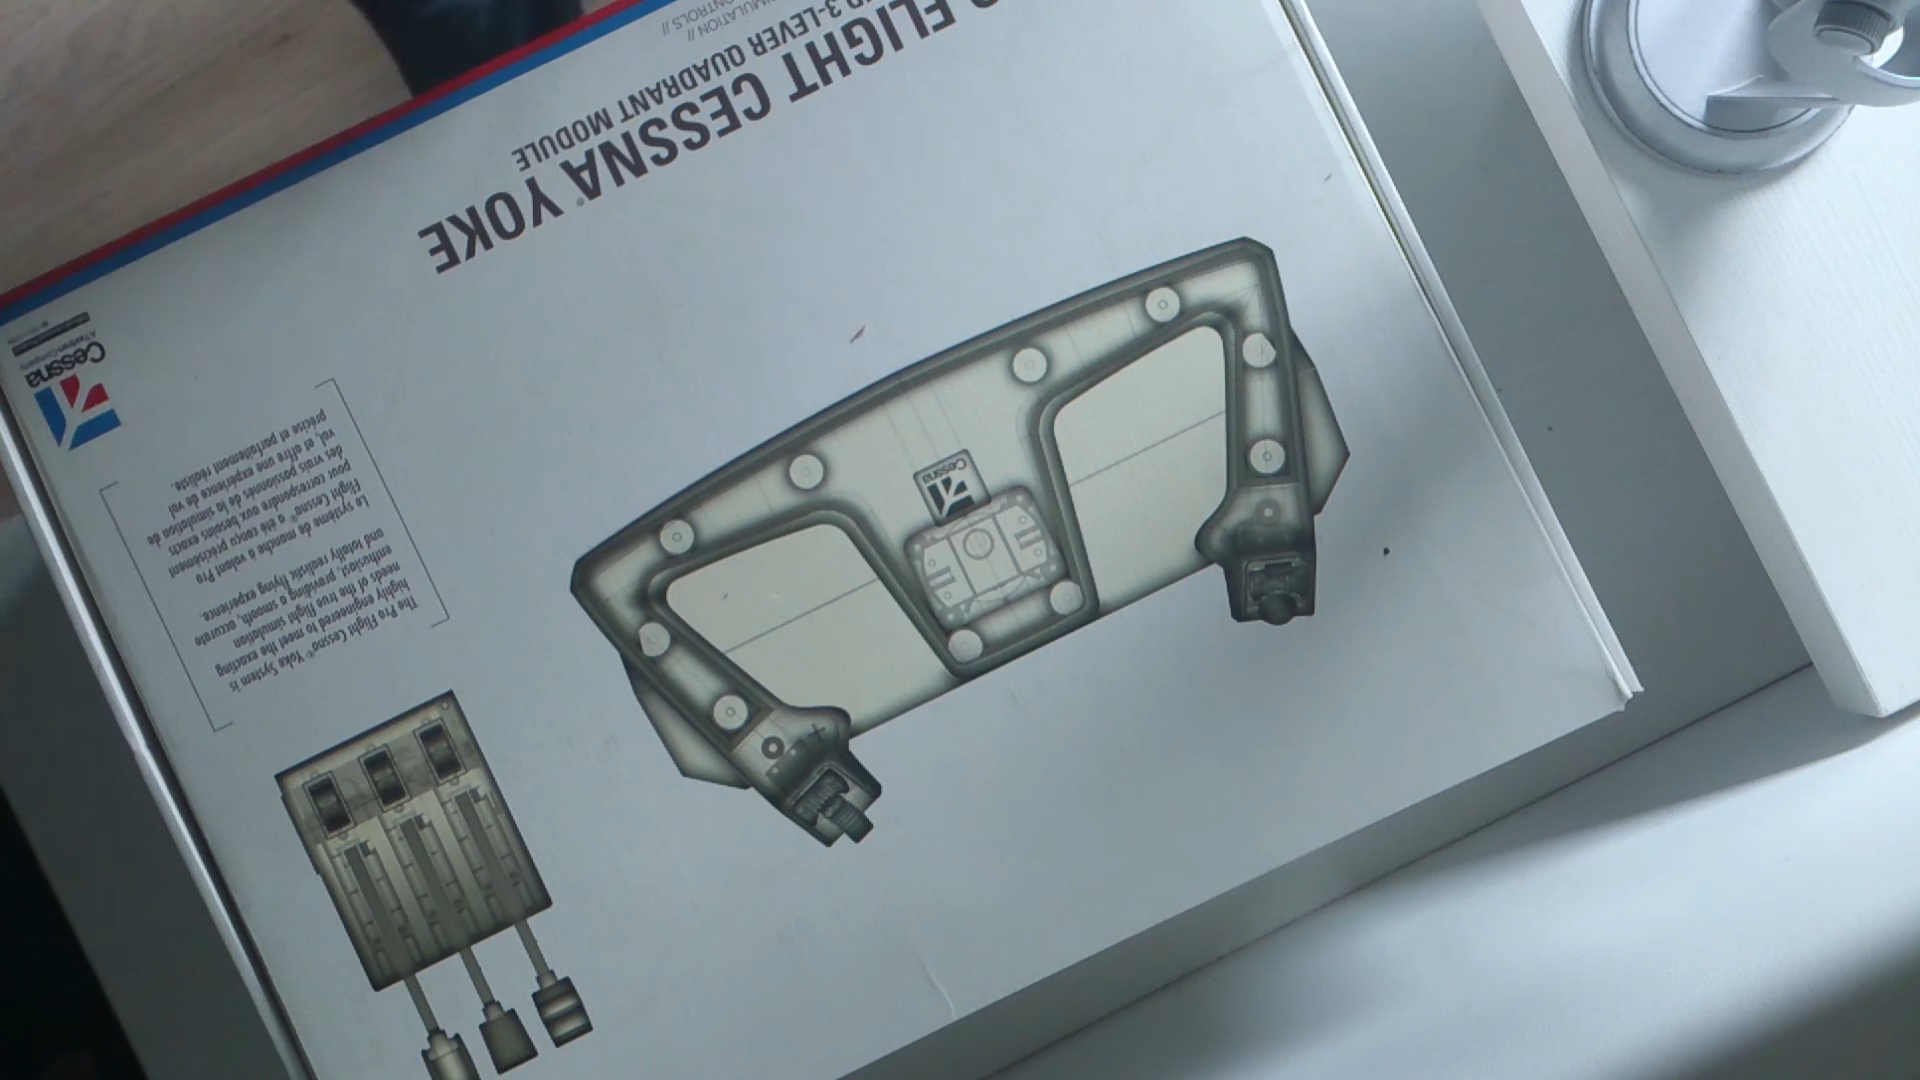 FLIGHT CESSNA® YOKE
3-LEVER QUADRANT MODULE
SIMULATION //
CONTROLS //
Cessna
A Textron Company
The Pro Flight Cessna® Yoke System is
highly engineered to meet the exacting
needs of the true flight simulation
enthusiast, providing a smooth, accurate
and totally realistic flying experience.
Le système de manche à volant Pro
Flight Cessna® a été conçu précisément
pour correspondre aux besoins exacts
des vrais passionnés de la simulation de
vol, et offre une expérience de vol
précise et parfaitement réaliste.
Cessna